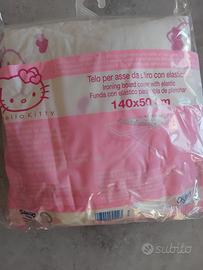 Hello Kitty
Telo per asse da stiro con elastico
Ironing board cover with elastic
Funda con elastico para tabla de planchar
140x50 cm
subito